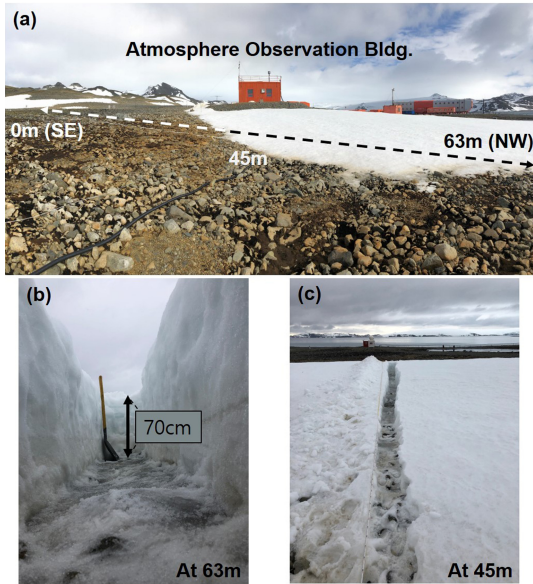 (a)
Atmosphere Observation Bldg.
0m (SE)
45m
63m (NW)
(b)
70cm
At 63m
(c)
At 45m